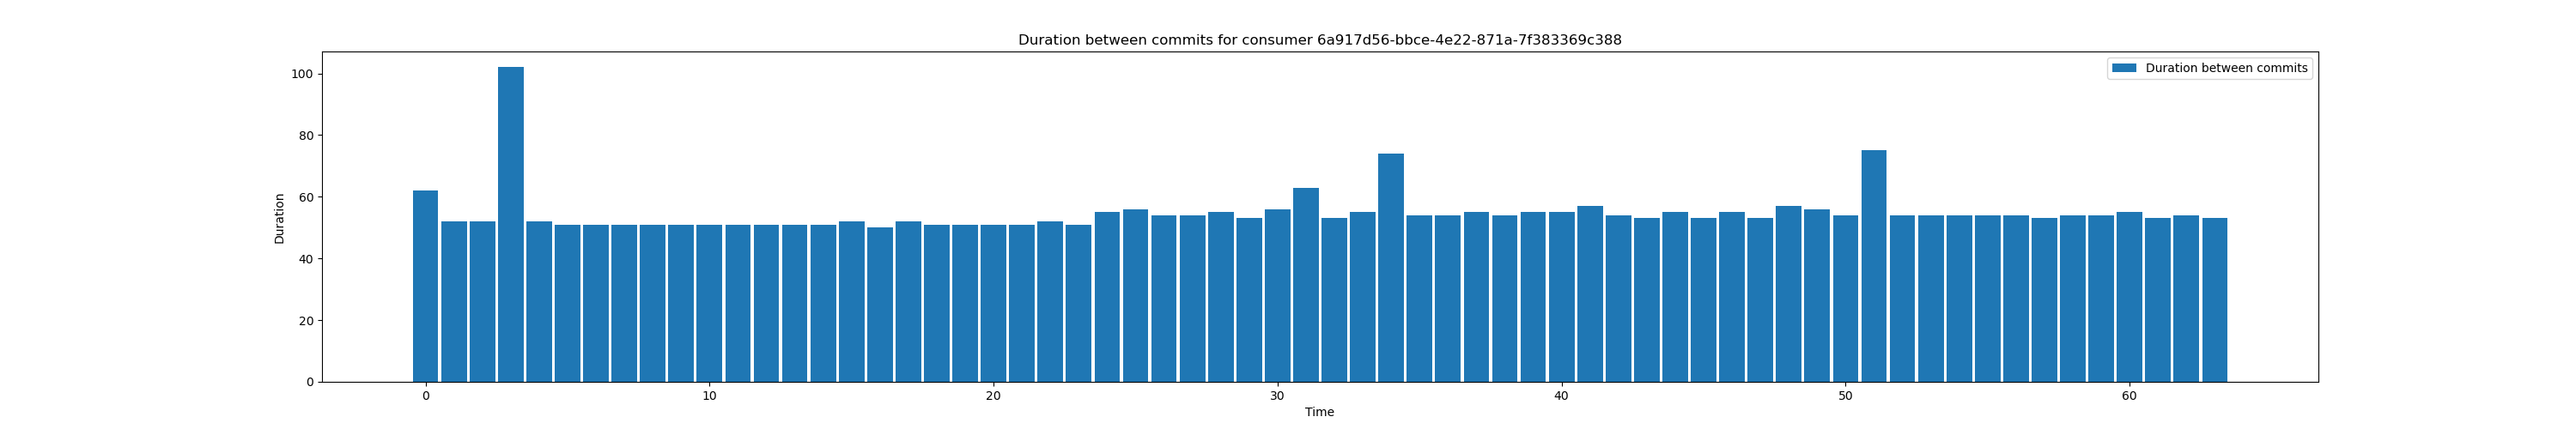 Duration between commits for consumer 6a917d56-bbce-4e22-871a-7f383369c388
Duration between commits
100
80
60
40
20
0
Duration
0 10 20 30 40 50 60
Time